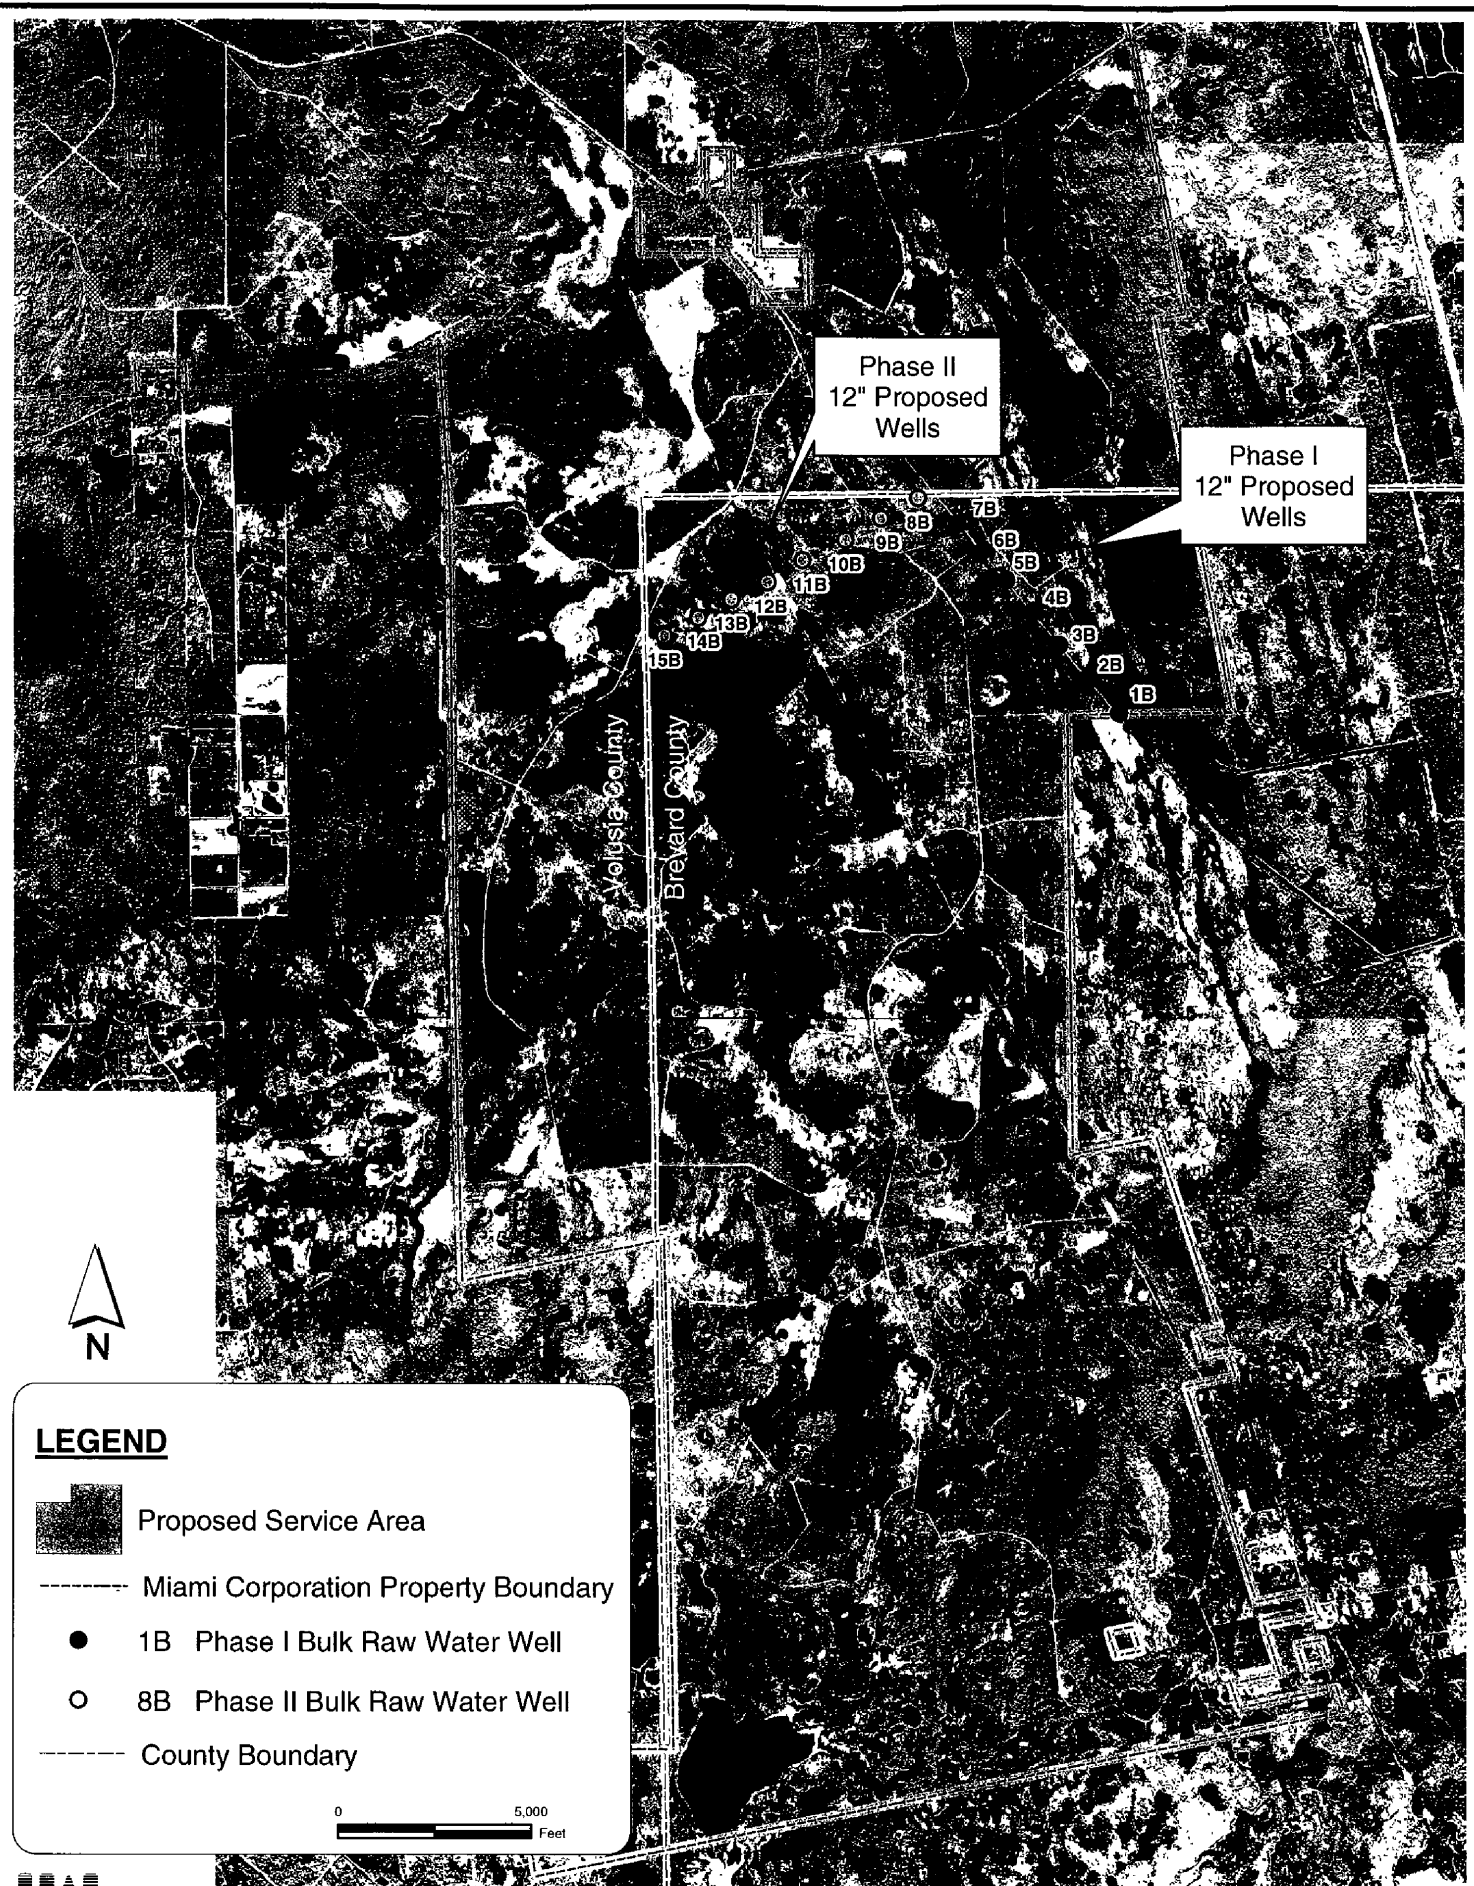 Phase II
12" Proposed
Wells
Phase I
12" Proposed
Wells
7B
8B
6B
9B
5B
10B
11B
4B
12B
13B
3B
14B
15B
2B
1B
Volusia County
Brevard County
N
LEGEND
Proposed Service Area
Miami Corporation Property Boundary
1B Phase I Bulk Raw Water Well
8B Phase II Bulk Raw Water Well
County Boundary
0 5,000
Feet